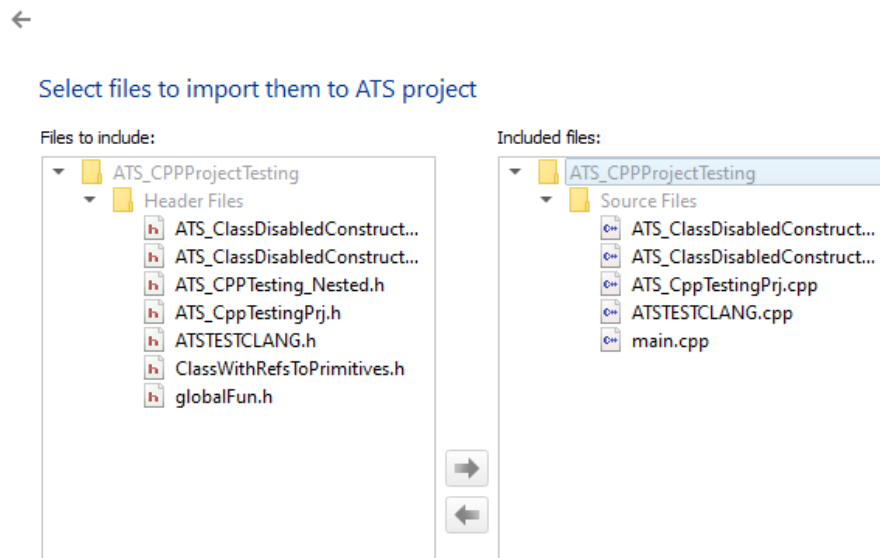 Select files to import them to ATS project
Files to include:
ATS_CPPProjectTesting
Header Files
ATS_ClassDisabledConstruct...
ATS_ClassDisabledConstruct...
ATS_CPPTesting_Nested.h
ATS_CppTestingPrj.h
ATSTESTCLANG.h
ClassWithRefsToPrimitives.h
globalFun.h
Included files:
ATS_CPPProjectTesting
Source Files
ATS_ClassDisabledConstruct...
ATS_ClassDisabledConstruct...
ATS_CppTestingPrj.cpp
ATSTESTCLANG.cpp
main.cpp